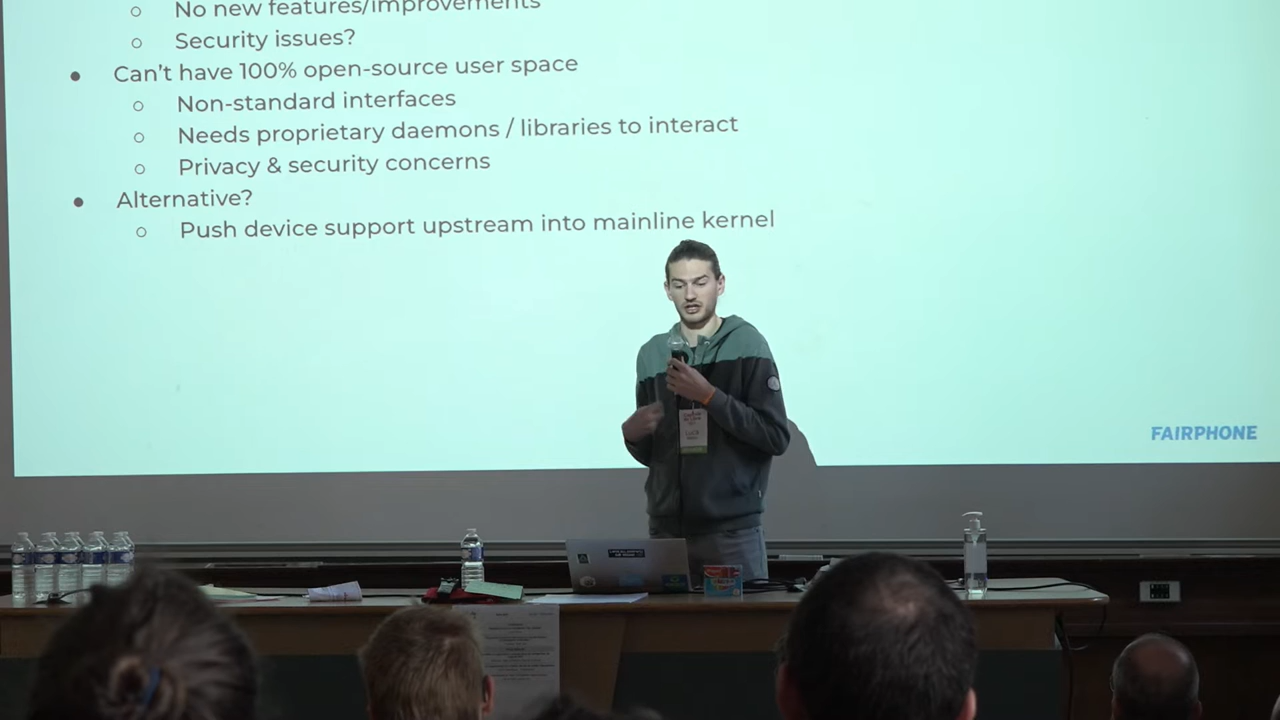 No new features/improvements
Security issues?
Can't have 100% open-source user space
Non-standard interfaces
Needs proprietary daemons / libraries to interact
Privacy & security concerns
Alternative?
Push device support upstream into mainline kernel
FAIRPHONE